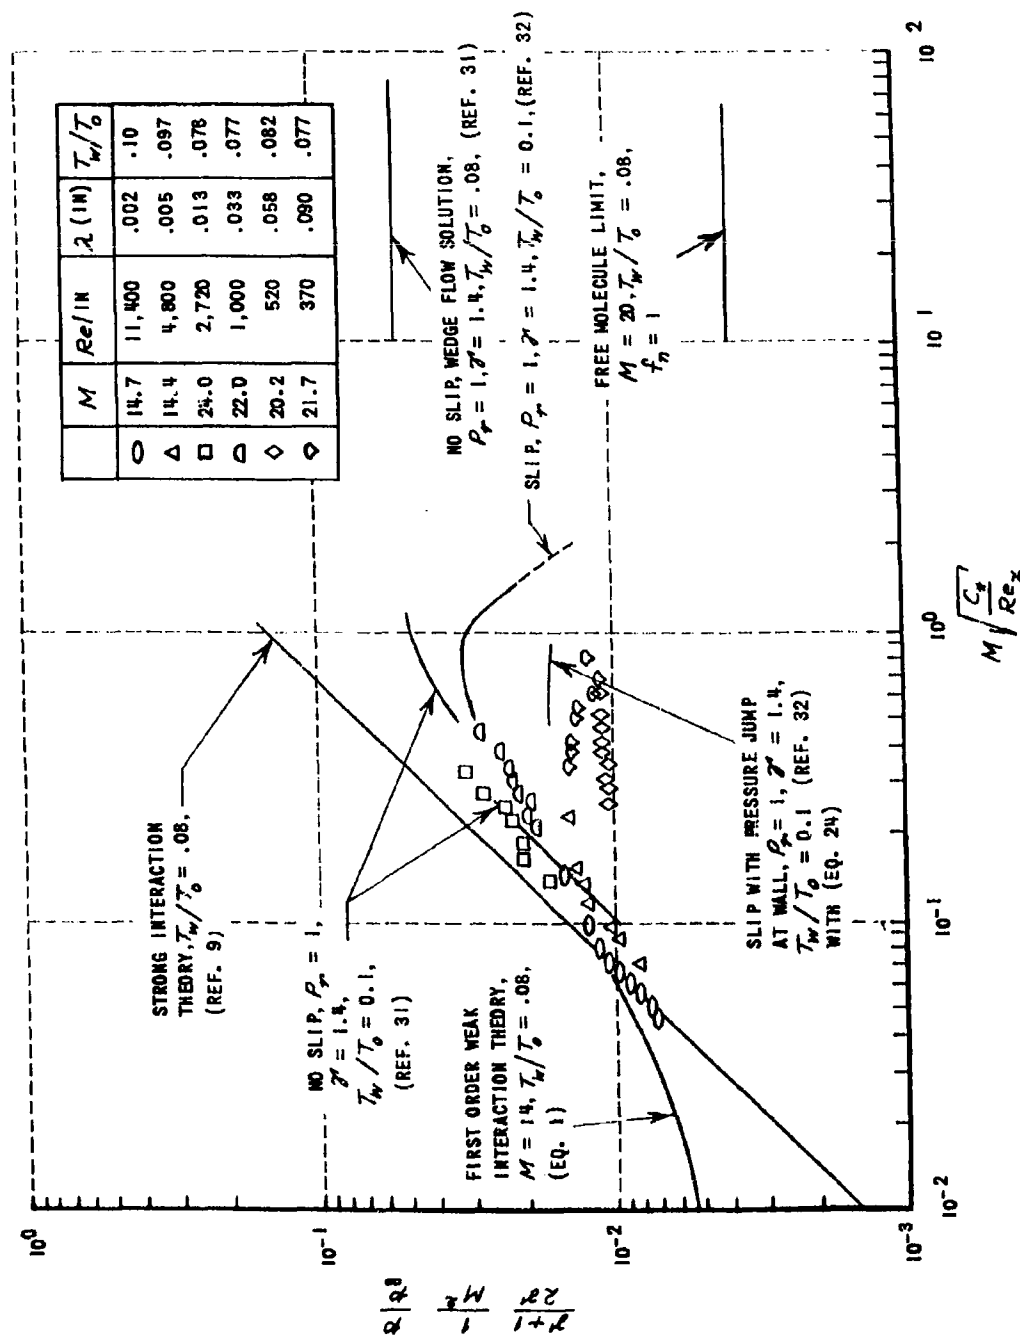 M Re/IN λ (IN) T_w/T_o
14.7 11,400 .002 .10
14.4 4,800 .005 .097
24.0 2,720 .013 .078
22.0 1,000 .033 .077
20.2 520 .058 .082
21.7 370 .090 .077
STRONG INTERACTION
THEORY, T_w/T_o = .08,
(REF. 9)
NO SLIP, P_r = 1,
γ = 1.4,
T_w/T_o = 0.1,
(REF. 31)
FIRST ORDER WEAK
INTERACTION THEORY,
M = 14, T_w/T_o = .08,
(EQ. 1)
NO SLIP, WEDGE FLOW SOLUTION,
P_r = 1, γ = 1.4, T_w/T_o = .08, (REF. 31)
SLIP, P_r = 1, γ = 1.4, T_w/T_o = 0.1, (REF. 32)
FREE MOLECULE LIMIT,
M = 20, T_w/T_o = .08,
f_n = 1
SLIP WITH PRESSURE JUMP
AT WALL, P_r = 1, γ = 1.4,
T_w/T_o = 0.1 (REF. 32)
WITH (EQ. 24)
10^0
10^-1
10^-2
10^-3
10^-2 10^-1 10^0 10^1 10^2
M √(C_*/Re_x)
γ+1/2γ 1/M²